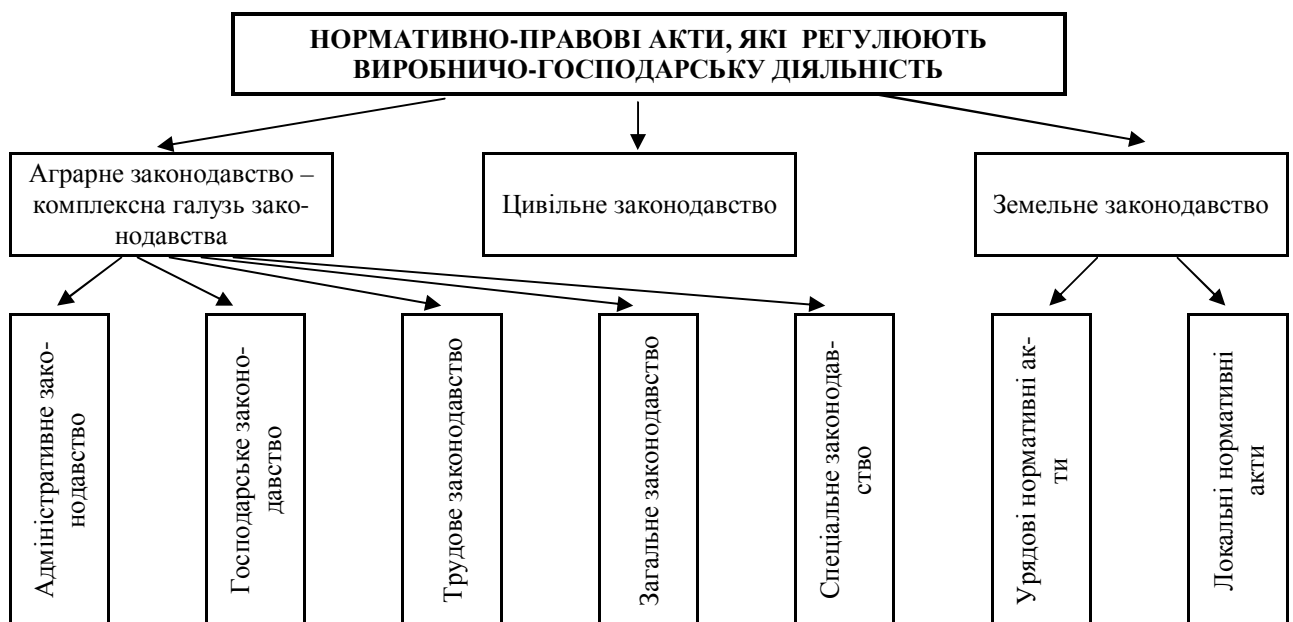 НОРМАТИВНО-ПРАВОВІ АКТИ, ЯКІ РЕГУЛЮЮТЬ
ВИРОБНИЧО-ГОСПОДАРСЬКУ ДІЯЛЬНІСТЬ
Аграрне законодавство –
комплексна галузь зако-
нодавства
Цивільне законодавство
Земельне законодавство
Адміністративне зако-
нодавство
Господарське законо-
давство
Трудове законодавство
Загальне законодавство
Спеціальне законодав-
ство
Урядові нормативні ак-
ти
Локальні нормативні
акти